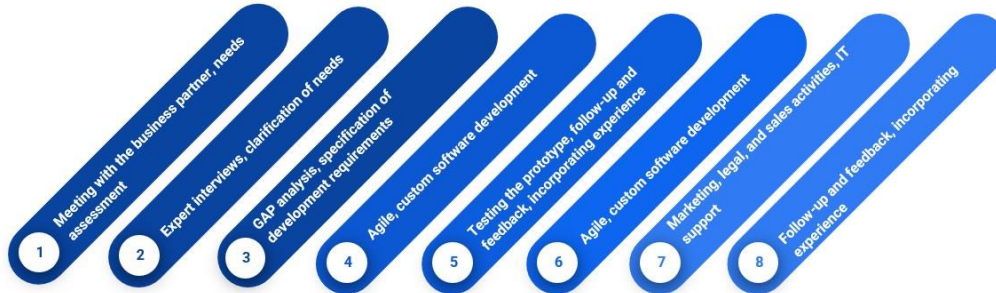 1
Meeting with the business partner, needs
assessment
2
Expert interviews, clarification of needs
3
GAP analysis, specification of
development requirements
4
Agile, custom software development
5
Testing the prototype, follow-up and
feedback, incorporating experience
6
Agile, custom software development
7
Marketing, legal, and sales activities, IT
support
8
Follow-up and feedback, incorporating
experience